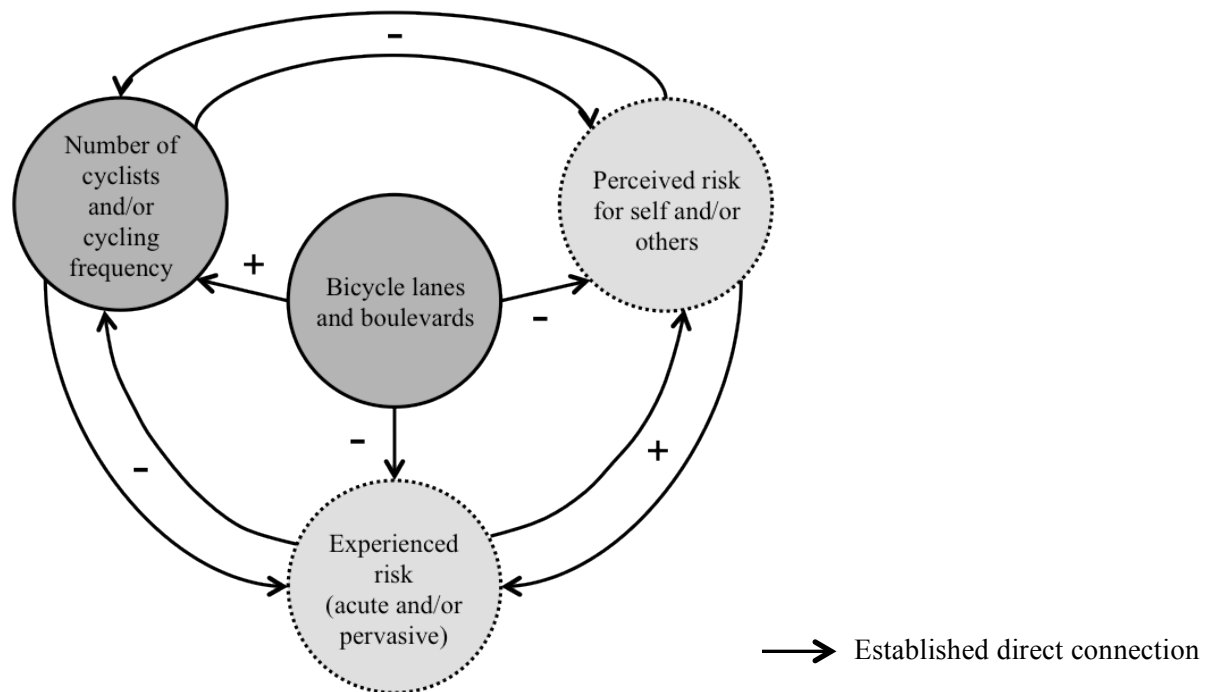 -
-
Number of
cyclists
and/or
cycling
frequency
Perceived risk
for self and/or
others
+
Bicycle lanes
and boulevards
-
-
-
+
Experienced
risk
(acute and/or
pervasive)
Established direct connection